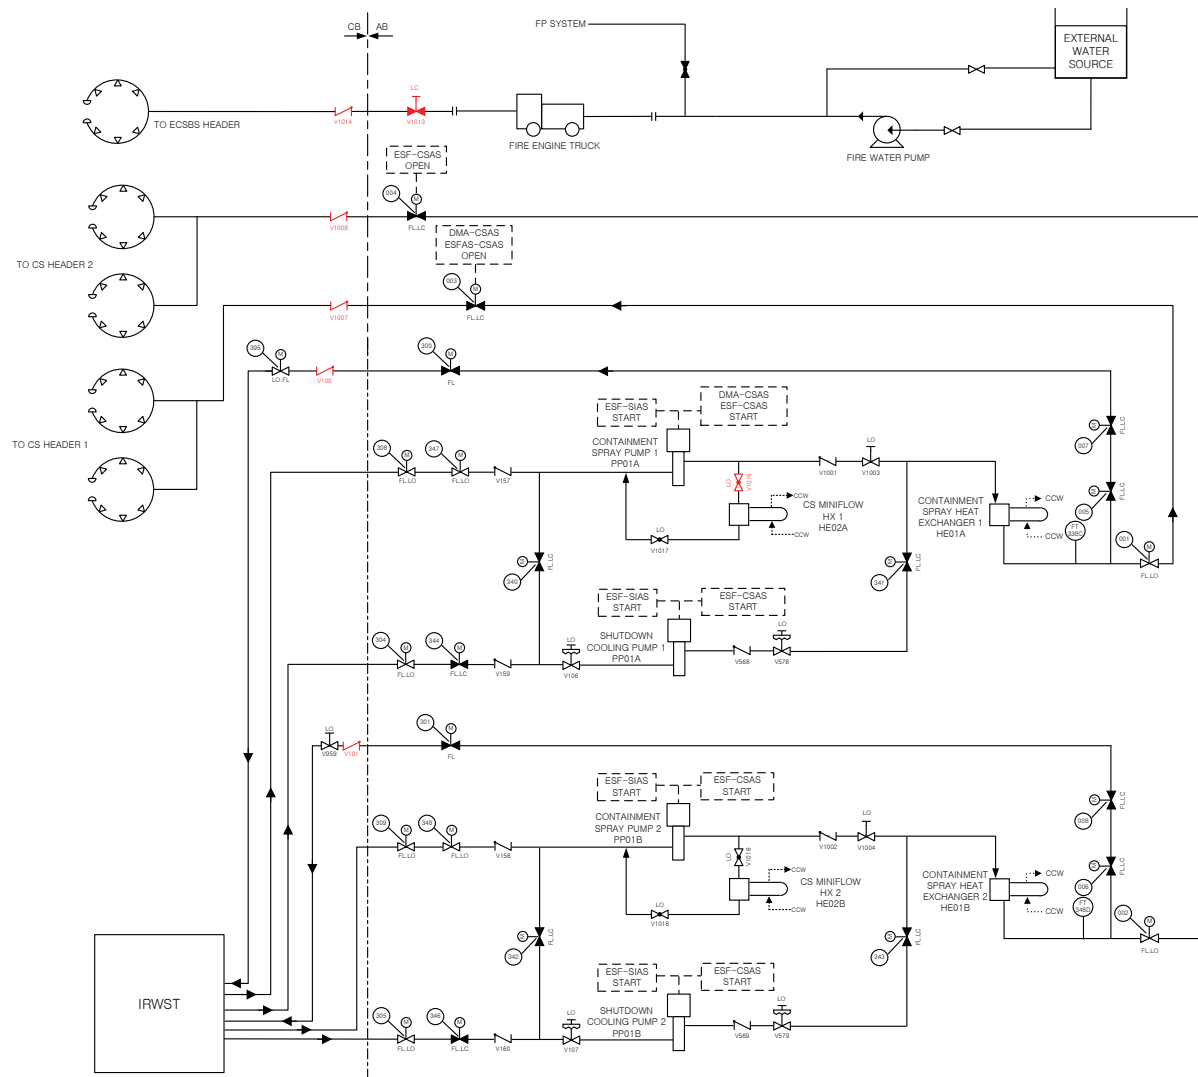 CB
AB
FP SYSTEM
EXTERNAL
WATER
SOURCE
LC
TO ECSBS HEADER
V1014
V1013
FIRE ENGINE TRUCK
FIRE WATER PUMP
ESF-CSAS
OPEN
004
M
V1008
FL.LC
DMA-CSAS
ESFAS-CSAS
OPEN
TO CS HEADER 2
003
M
V1007
FL.LC
395
M
LO.FL
V100
300
M
FL
DMA-CSAS
ESF-CSAS
START
ESF-SIAS
START
CONTAINMENT
SPRAY PUMP 1
PP01A
TO CS HEADER 1
306
M
FL.LO
347
M
FL.LO
V157
LO
V1015
V1001
LO
V1003
M
007
FL.LC
CCW
CS MINIFLOW
HX 1
HE02A
CCW
LO
V1017
CONTAINMENT
SPRAY HEAT
EXCHANGER 1
HE01A
CCW
CCW
M
005
FL.LC
FT
338C
001
M
FL.LO
M
340
FL.LC
M
341
FL.LC
ESF-SIAS
START
ESF-CSAS
START
SHUTDOWN
COOLING PUMP 1
PP01A
304
M
FL.LO
344
M
FL.LC
V159
LO
V106
V568
LO
V578
LO
V959
V101
301
M
FL
ESF-SIAS
START
ESF-CSAS
START
CONTAINMENT
SPRAY PUMP 2
PP01B
309
M
FL.LO
348
M
FL.LO
V158
LO
V1016
V1002
LO
V1004
M
008
FL.LC
CCW
CS MINIFLOW
HX 2
HE02B
CCW
LO
V1018
CONTAINMENT
SPRAY HEAT
EXCHANGER 2
HE01B
CCW
CCW
M
006
FL.LC
FT
348D
002
M
FL.LO
M
342
FL.LC
M
343
FL.LC
ESF-SIAS
START
ESF-CSAS
START
SHUTDOWN
COOLING PUMP 2
PP01B
IRWST
305
M
FL.LO
346
M
FL.LC
V160
LO
V107
V569
LO
V579